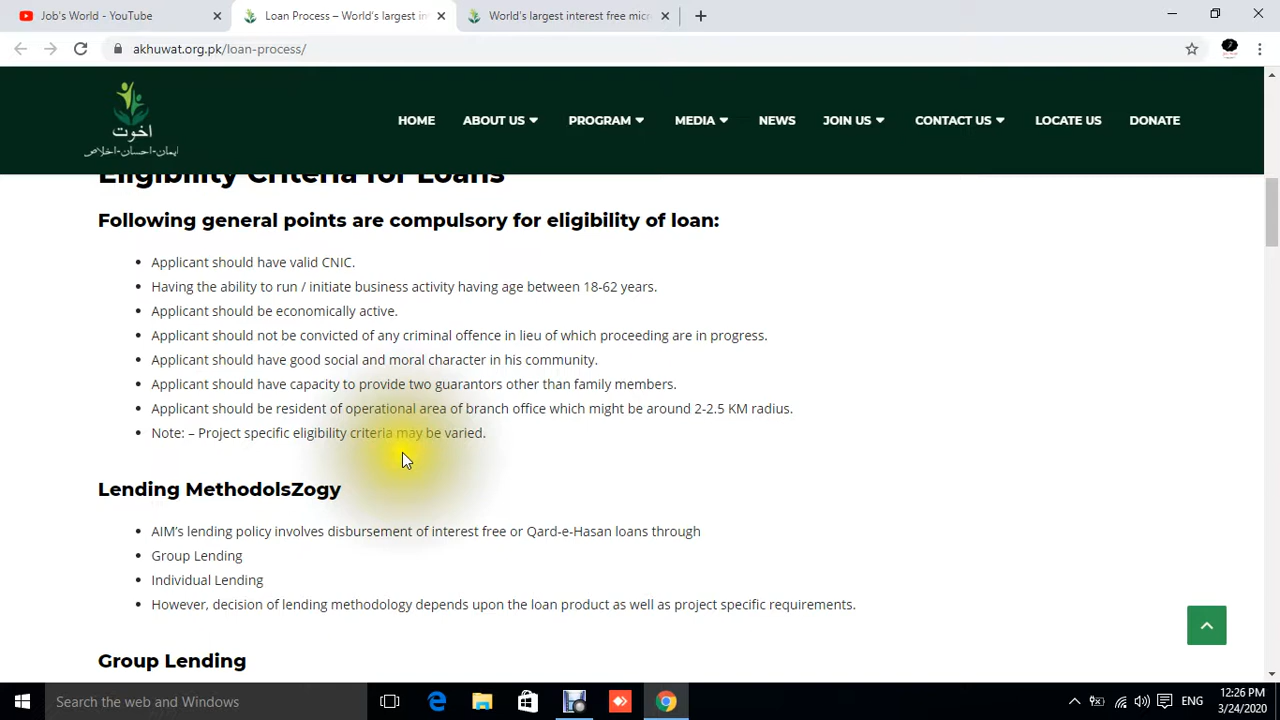 Job's World - YouTube
Loan Process – World's largest in
World's largest interest free micr
akhuwat.org.pk/loan-process/
اخوت
ایمان-احسان-اخلاص
HOME
ABOUT US
PROGRAM
MEDIA
NEWS
JOIN US
CONTACT US
LOCATE US
DONATE
Eligibility Criteria for Loans
Following general points are compulsory for eligibility of loan:
Applicant should have valid CNIC.
Having the ability to run / initiate business activity having age between 18-62 years.
Applicant should be economically active.
Applicant should not be convicted of any criminal offence in lieu of which proceeding are in progress.
Applicant should have good social and moral character in his community.
Applicant should have capacity to provide two guarantors other than family members.
Applicant should be resident of operational area of branch office which might be around 2-2.5 KM radius.
Note: – Project specific eligibility criteria may be varied.
Lending MethodolsZogy
AIM's lending policy involves disbursement of interest free or Qard-e-Hasan loans through
Group Lending
Individual Lending
However, decision of lending methodology depends upon the loan product as well as project specific requirements.
Group Lending
Search the web and Windows
ENG
12:26 PM
3/24/2020